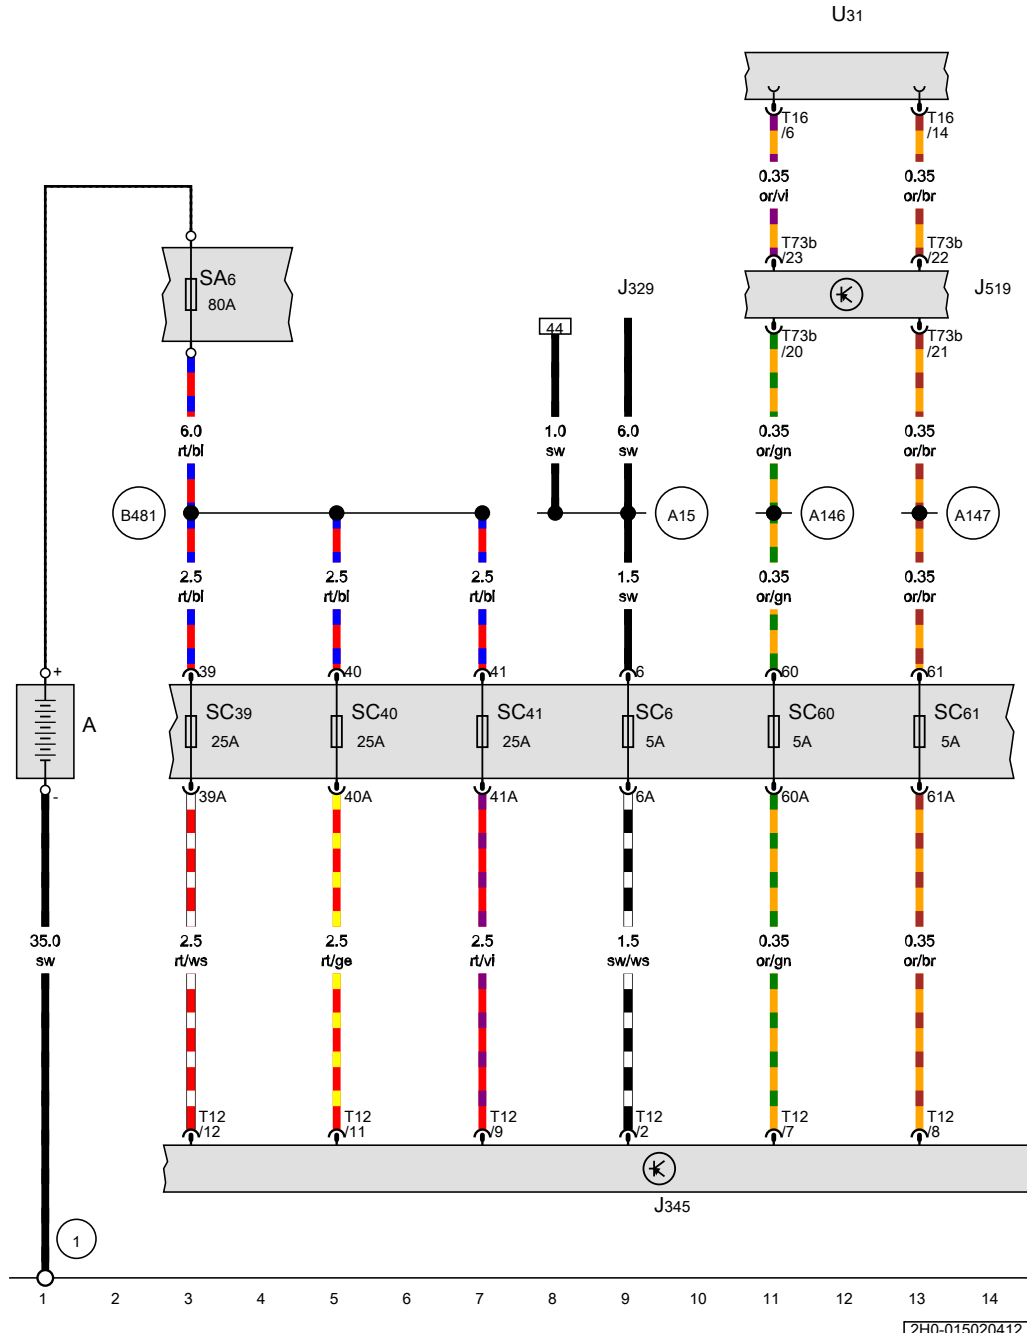 U31
T16
/6
T16
/14
0.35
or/vi
0.35
or/br
T73b
/23
T73b
/22
SA6
80A
J329
J519
44
T73b
/20
T73b
/21
6.0
rt/bl
1.0
sw
6.0
sw
0.35
or/gn
0.35
or/br
B481
A15
A146
A147
2.5
rt/bl
2.5
rt/bl
2.5
rt/bl
1.5
sw
0.35
or/gn
0.35
or/br
+
39
40
41
6
60
61
A
SC39
25A
SC40
25A
SC41
25A
SC6
5A
SC60
5A
SC61
5A
-
39A
40A
41A
6A
60A
61A
35.0
sw
2.5
rt/ws
2.5
rt/ge
2.5
rt/vi
1.5
sw/ws
0.35
or/gn
0.35
or/br
T12
/12
T12
/11
T12
/9
T12
/2
T12
/7
T12
/8
J345
1
1 2 3 4 5 6 7 8 9 10 11 12 13 14
2H0-015020412